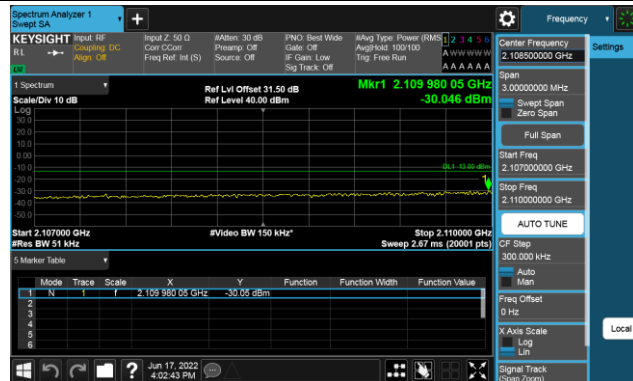 Spectrum Analyzer 1
Swept SA
+
Frequency
KEYSIGHT
Input: RF
Input Z: 50 Ω
#Atten: 30 dB
PNO: Best Wide
#Avg Type: Power (RMS
1 2 3 4 5 6
RL
Coupling: DC
Corr CCorr
Preamp: Off
Gate: Off
Avg|Hold: 100/100
A W W W W W
Align: Off
Freq Ref: Int (S)
Source: Off
IF Gain: Low
Trig: Free Run
Sig Track: Off
A A A A A A
LW
1 Spectrum
Ref Lvl Offset 31.50 dB
Mkr1 2.109 980 05 GHz
Scale/Div 10 dB
Ref Level 40.00 dBm
-30.046 dBm
Log
30.0
20.0
10.0
0.00
-10.0
DL1 -13.00 dBm
-20.0
1
-30.0
-40.0
-50.0
Start 2.107000 GHz
#Video BW 150 kHz*
Stop 2.110000 GHz
#Res BW 51 kHz
Sweep 2.67 ms (20001 pts)
5 Marker Table
Mode Trace Scale X Y Function Function Width Function Value
1 N 1 f 2.109 980 05 GHz -30.05 dBm
2
3
4
5
6
Jun 17, 2022
4:02:43 PM
?
Center Frequency
2.108500000 GHz
Settings
Span
3.00000000 MHz
Swept Span
Zero Span
Full Span
Start Freq
2.107000000 GHz
Stop Freq
2.110000000 GHz
AUTO TUNE
CF Step
300.000 kHz
Auto
Man
Freq Offset
0 Hz
X Axis Scale
Log
Lin
Local
Signal Track
(Span Zoom)